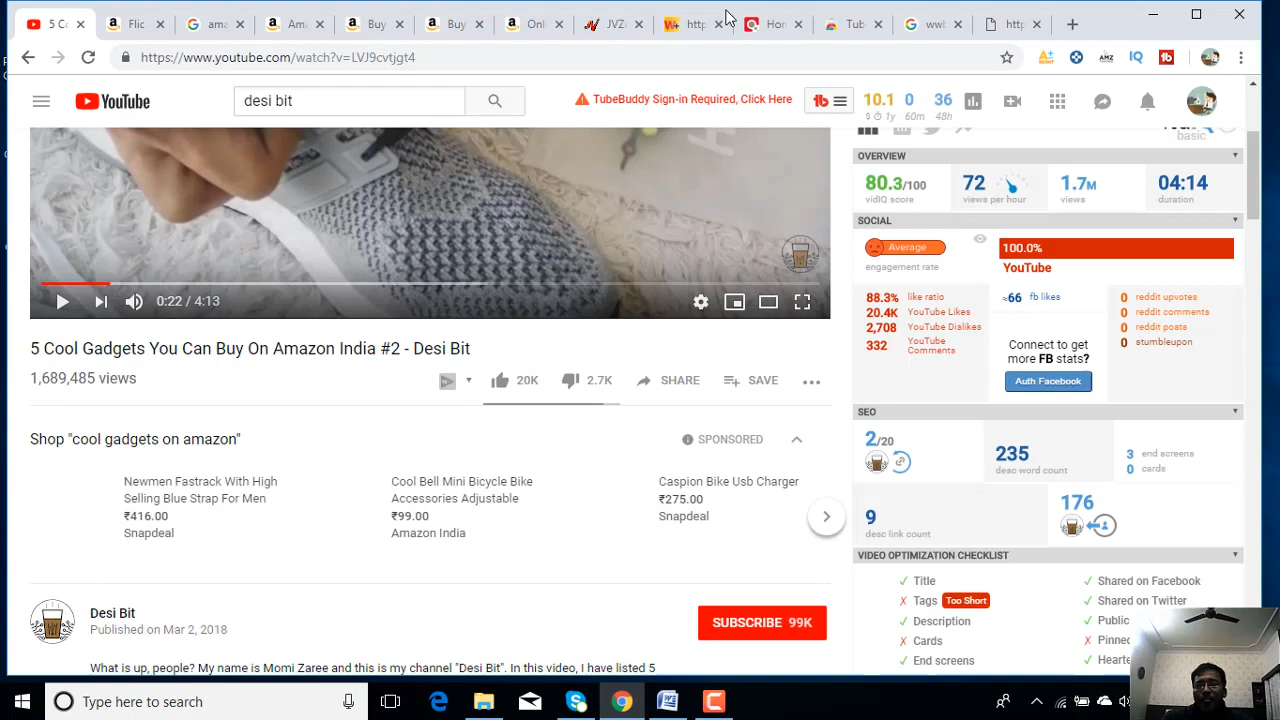 5 Co
Flic
ama
Ama
Buy
Buy
Onl
JVZ
http
Hor
Tub
wwb
http
https://www.youtube.com/watch?v=LVJ9cvtjgt4
YouTube
desi bit
TubeBuddy Sign-in Required, Click Here
10.1 0 36
$ 1y 60m 48h
basic
OVERVIEW
80.3/100 72 1.7M 04:14
vidIQ score views per hour views duration
SOCIAL
Average
engagement rate
100.0%
YouTube
88.3% like ratio
20.4K YouTube Likes
2,708 YouTube Dislikes
332 YouTube Comments
≈66 fb likes
Connect to get
more FB stats?
Auth Facebook
0 reddit upvotes
0 reddit comments
0 reddit posts
0 stumbleupon
0:22 / 4:13
5 Cool Gadgets You Can Buy On Amazon India #2 - Desi Bit
1,689,485 views
20K 2.7K SHARE SAVE
Shop "cool gadgets on amazon"
SPONSORED
Newmen Fastrack With High
Selling Blue Strap For Men
₹416.00
Snapdeal
Cool Bell Mini Bicycle Bike
Accessories Adjustable
₹99.00
Amazon India
Caspion Bike Usb Charger
₹275.00
Snapdeal
SEO
2/20
235
desc word count
3 end screens
0 cards
9
desc link count
176
VIDEO OPTIMIZATION CHECKLIST
Title
Tags Too Short
Description
Cards
End screens
Shared on Facebook
Shared on Twitter
Public
Pinne
Hearte
Desi Bit
Published on Mar 2, 2018
SUBSCRIBE 99K
What is up, people? My name is Momi Zaree and this is my channel "Desi Bit". In this video, I have listed 5
Type here to search